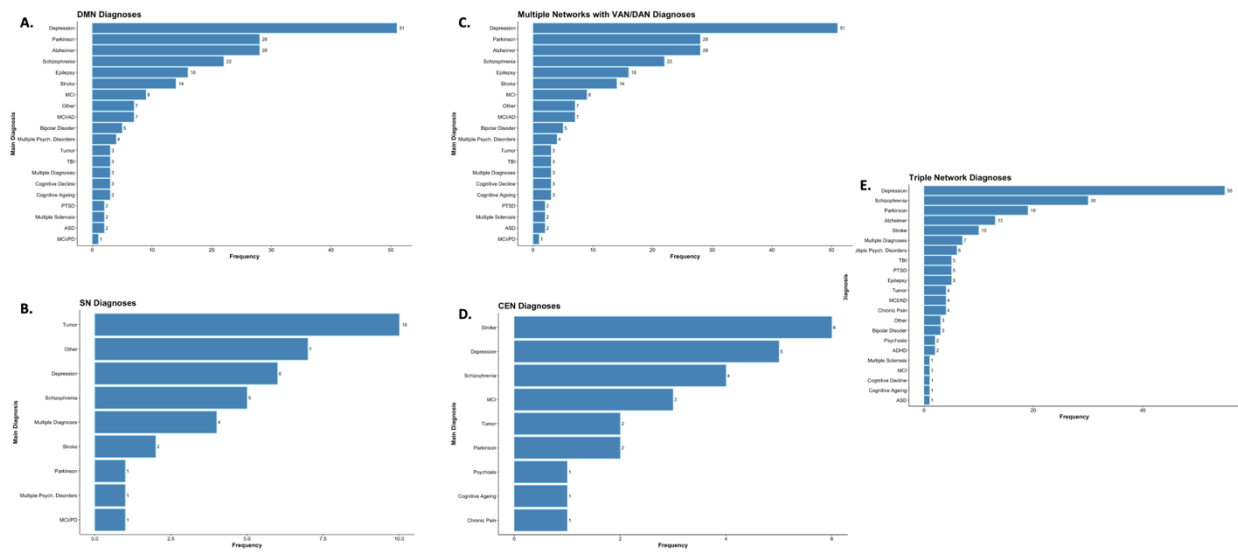 A.
DMN Diagnoses
Main Diagnosis
Depression 51
Parkinson 28
Alzheimer 28
Schizophrenia 22
Epilepsy 16
Stroke 14
MCI 9
Other 7
MCI/AD 7
Bipolar Disoder 5
Multiple Psych. Disorders 4
Tumor 3
TBI 3
Multiple Diagnoses 3
Cognitive Decline 3
Cognitive Ageing 3
PTSD 2
Multiple Sclerosis 2
ASD 2
MCI/PD 1
0 10 20 30 40 50
Frequency
B.
SN Diagnoses
Main Diagnosis
Tumor 10
Other 7
Depression 6
Schizophrenia 5
Multiple Diagnoses 4
Stroke 2
Parkinson 1
Multiple Psych. Disorders 1
MCI/PD 1
0.0 2.5 5.0 7.5 10.0
Frequency
C.
Multiple Networks with VAN/DAN Diagnoses
Main Diagnosis
Depression 51
Parkinson 28
Alzheimer 28
Schizophrenia 22
Epilepsy 16
Stroke 14
MCI 9
Other 7
MCI/AD 7
Bipolar Disoder 5
Multiple Psych. Disorders 4
Tumor 3
TBI 3
Multiple Diagnoses 3
Cognitive Decline 3
Cognitive Ageing 3
PTSD 2
Multiple Sclerosis 2
ASD 2
MCI/PD 1
0 10 20 30 40 50
Frequency
D.
CEN Diagnoses
Main Diagnosis
Stroke 6
Depression 5
Schizophrenia 4
MCI 3
Tumor 2
Parkinson 2
Psychosis 1
Cognitive Ageing 1
Chronic Pain 1
0 2 4 6
Frequency
E.
Triple Network Diagnoses
Diagnosis
Depression 55
Schizophrenia 30
Parkinson 19
Alzheimer 13
Stroke 10
Multiple Diagnoses 7
ltiple Psych. Disorders 6
TBI 5
PTSD 5
Epilepsy 5
Tumor 4
MCI/AD 4
Chronic Pain 4
Other 3
Bipolar Disoder 3
Psychosis 2
ADHD 2
Multiple Sclerosis 1
MCI 1
Cognitive Decline 1
Cognitive Ageing 1
ASD 1
0 20 40
Frequency